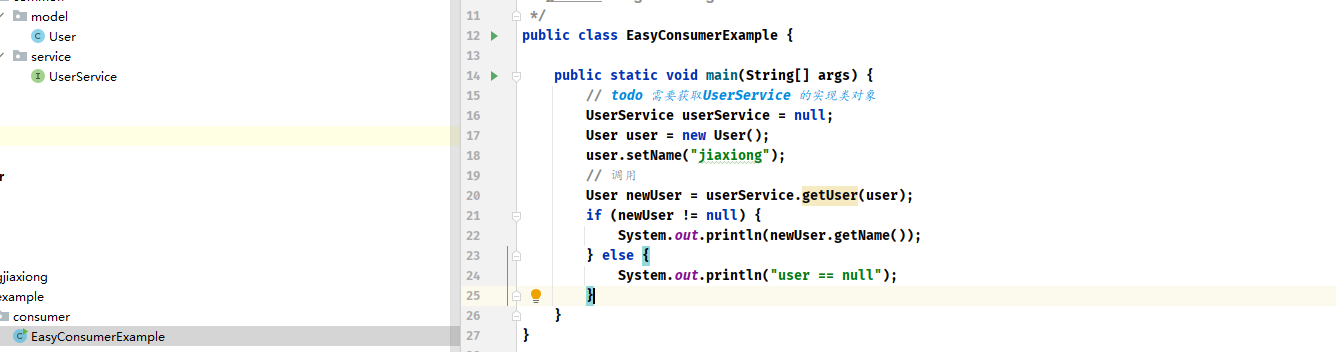 model
User
service
UserService
r
jiaxiong
example
consumer
EasyConsumerExample
11 */
12 public class EasyConsumerExample {
13
14 public static void main(String[] args) {
15 // todo 需要获取UserService 的实现类对象
16 UserService userService = null;
17 User user = new User();
18 user.setName("jiaxiong");
19 // 调用
20 User newUser = userService.getUser(user);
21 if (newUser != null) {
22 System.out.println(newUser.getName());
23 } else {
24 System.out.println("user == null");
25 }
26 }
27 }